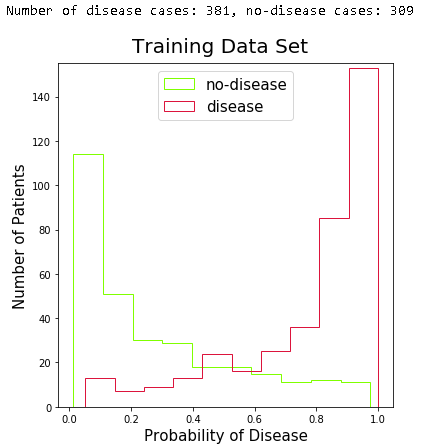 Number of disease cases: 381, no-disease cases: 309
Training Data Set
no-disease
disease
140
120
100
80
60
40
20
0
Number of Patients
0.0 0.2 0.4 0.6 0.8 1.0
Probability of Disease